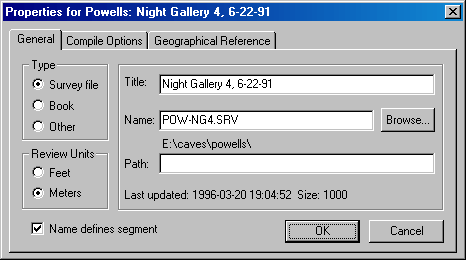 Properties for Powells: Night Gallery 4, 6-22-91
General
Compile Options
Geographical Reference
Type
Survey file
Book
Other
Review Units
Feet
Meters
Name defines segment
Title: Night Gallery 4, 6-22-91
Name: POW-NG4.SRV Browse...
E:\caves\powells\
Path:
Last updated: 1996-03-20 19:04:52 Size: 1000
OK
Cancel